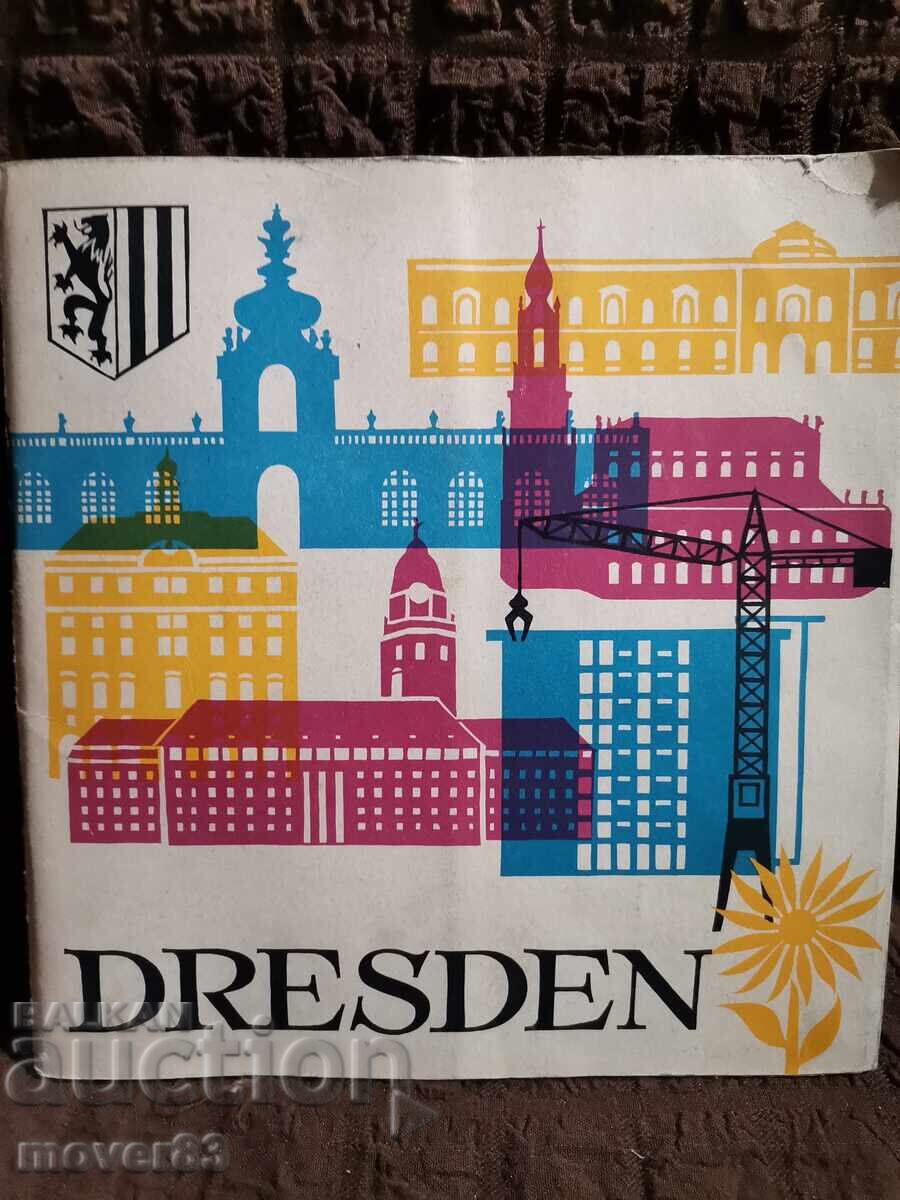 DRESDEN
BALKAN
auction
mover83